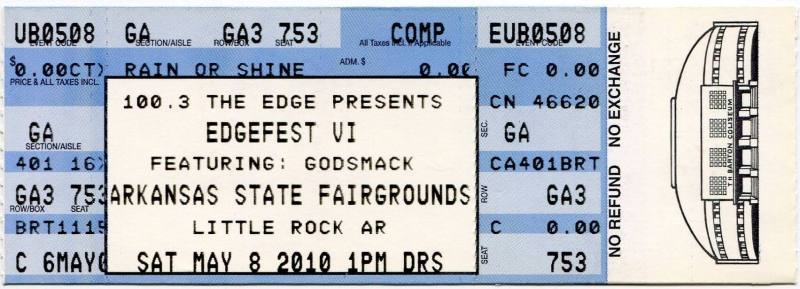 UB0508 GA GA3 753 COMP EUB0508
EVENT CODE SECTION/AISLE ROW/BOX SEAT All Taxes Incl. if Applicable EVENT CODE
$ 0.00(TX) RAIN OR SHINE ADM. $ 0.00 FC 0.00
PRICE & ALL TAXES INCL.
100.3 THE EDGE PRESENTS CN 46620
GA EDGEFEST VI SEC. GA
SECTION/AISLE
401 16X FEATURING: GODSMACK CA401BRT
GA3 753 ARKANSAS STATE FAIRGROUNDS ROW GA3
ROW/BOX SEAT
BRT1115 LITTLE ROCK AR C 0.00
C 6MAY0 SAT MAY 8 2010 1PM DRS SEAT 753
NO REFUND NO EXCHANGE
TH BARTON COLISEUM